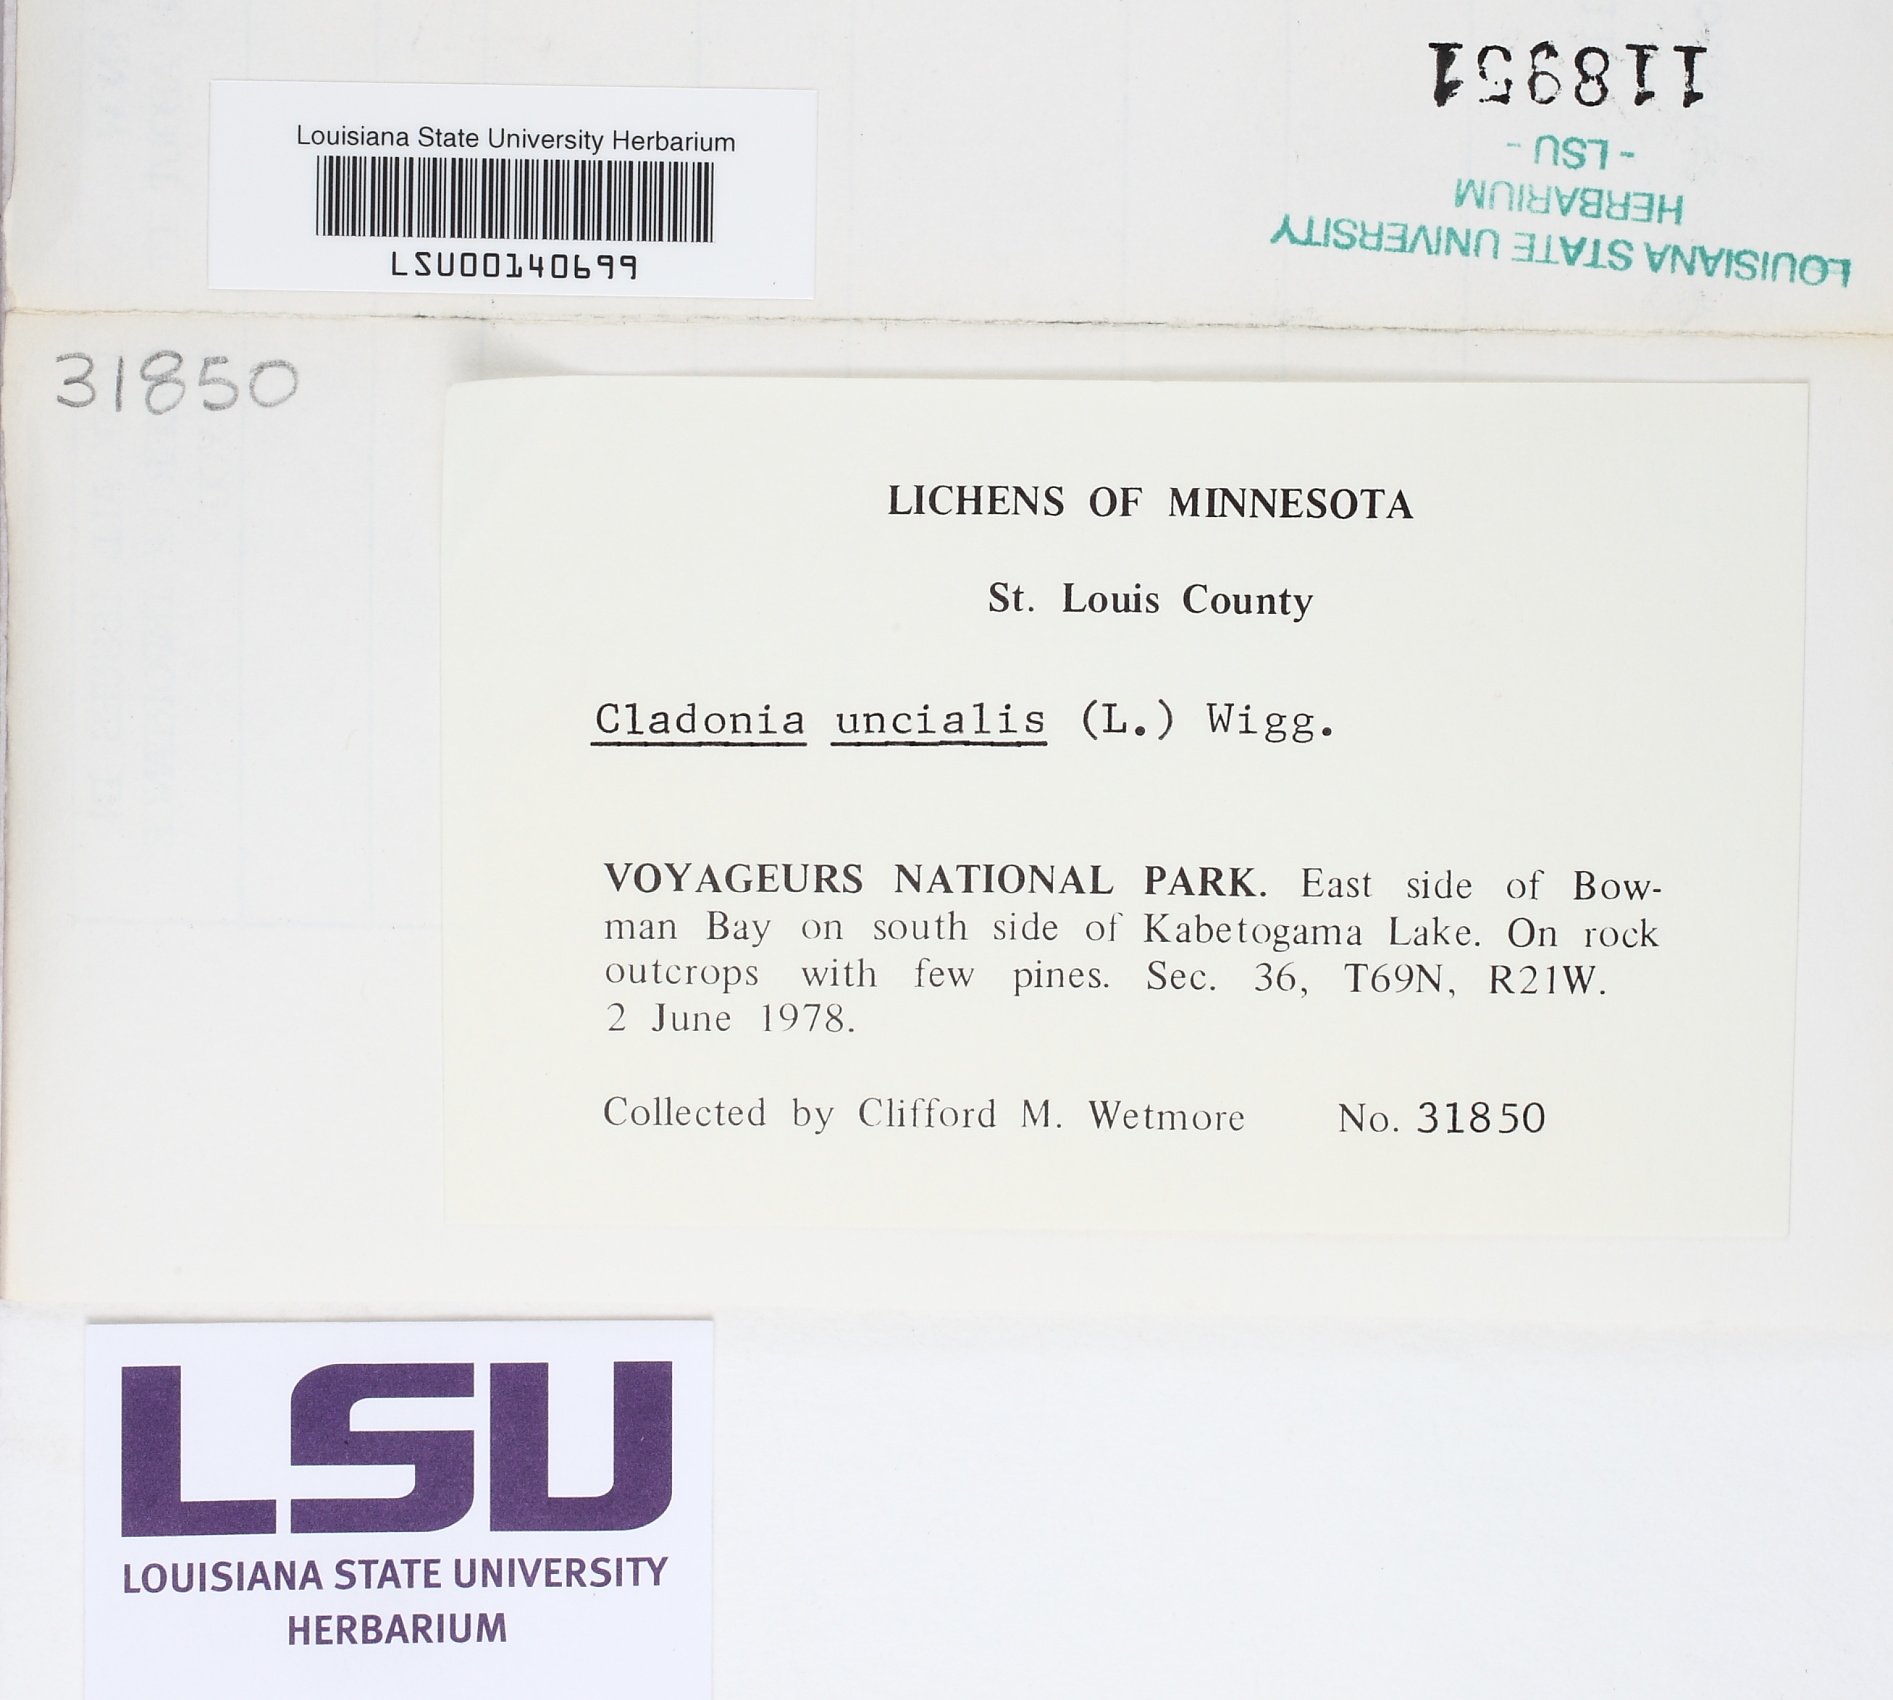 Louisiana State University Herbarium
LSU00140699
118951
- LSU -
HERBARIUM
LOUISIANA STATE UNIVERSITY
31850
LICHENS OF MINNESOTA
St. Louis County
Cladonia uncialis (L.) Wigg.
VOYAGEURS NATIONAL PARK. East side of Bow-
man Bay on south side of Kabetogama Lake. On rock
outcrops with few pines. Sec. 36, T69N, R21W.
2 June 1978.
Collected by Clifford M. Wetmore No. 31850
LSU
LOUISIANA STATE UNIVERSITY
HERBARIUM